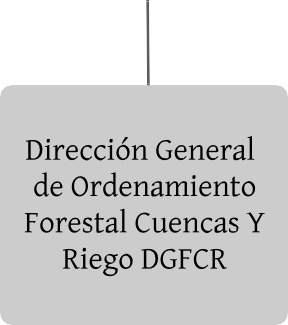 Dirección General
de Ordenamiento
Forestal Cuencas Y
Riego DGFCR